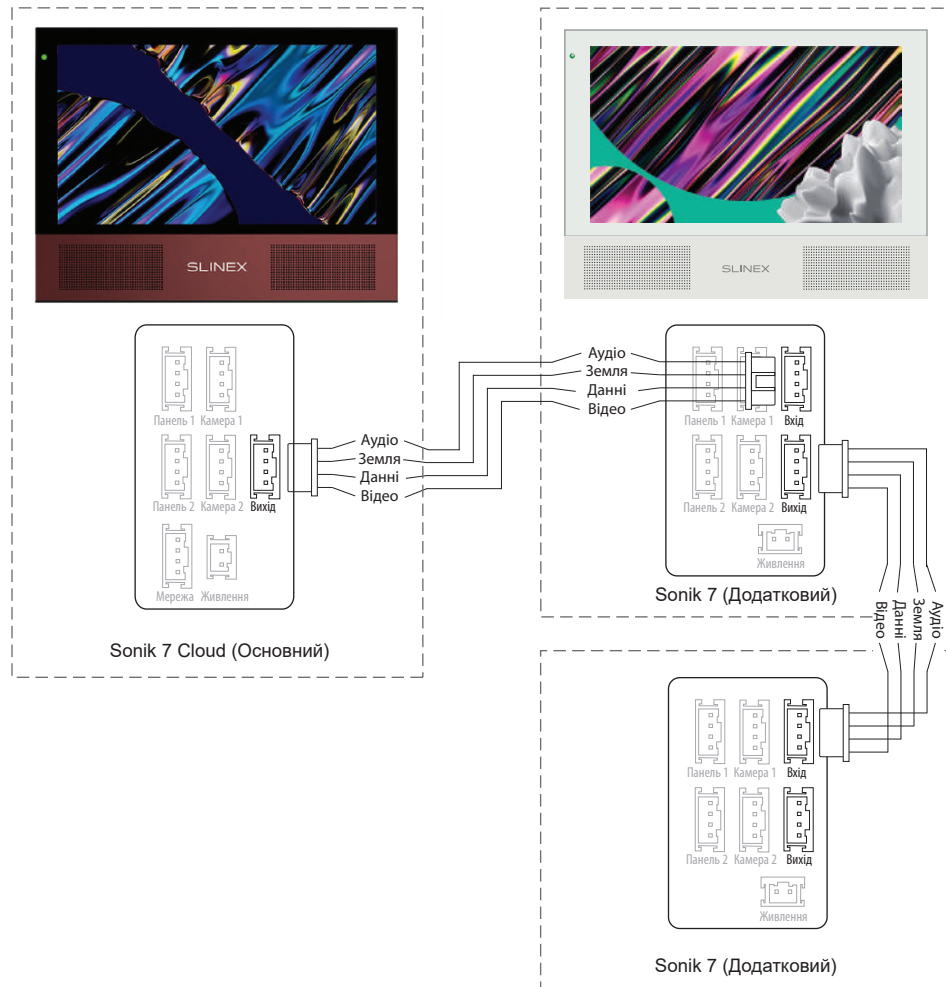 SLINEX
Панель 1 Камера 1
Панель 2 Камера 2 Вихід
Мережа Живлення
Аудіо
Земля
Данні
Відео
Sonik 7 Cloud (Основний)
SLINEX
Аудіо
Земля
Данні
Відео
Панель 1 Камера 1 Вхід
Панель 2 Камера 2 Вихід
Живлення
Sonik 7 (Додатковий)
Відео
Данні
Земля
Аудіо
Панель 1 Камера 1 Вхід
Панель 2 Камера 2 Вихід
Живлення
Sonik 7 (Додатковий)